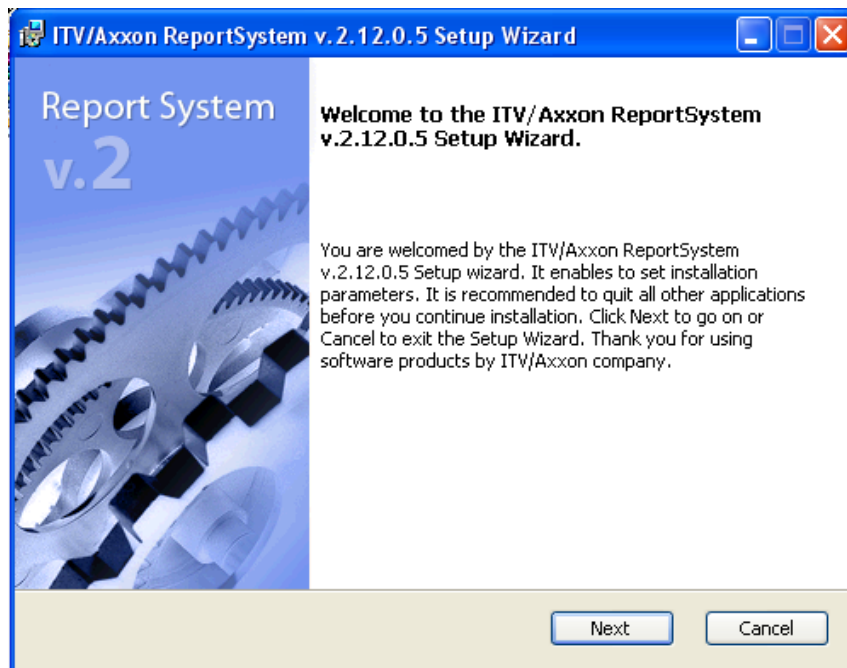 ITV/Axxon ReportSystem v.2.12.0.5 Setup Wizard
Report System
v.2
Welcome to the ITV/Axxon ReportSystem
v.2.12.0.5 Setup Wizard.
You are welcomed by the ITV/Axxon ReportSystem
v.2.12.0.5 Setup wizard. It enables to set installation
parameters. It is recommended to quit all other applications
before you continue installation. Click Next to go on or
Cancel to exit the Setup Wizard. Thank you for using
software products by ITV/Axxon company.
Next
Cancel